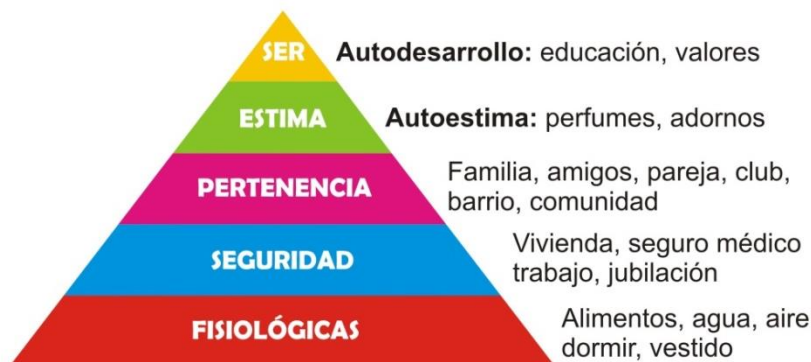 SER
Autodesarrollo: educación, valores
ESTIMA
Autoestima: perfumes, adornos
PERTENENCIA
Familia, amigos, pareja, club,
barrio, comunidad
SEGURIDAD
Vivienda, seguro médico
trabajo, jubilación
FISIOLÓGICAS
Alimentos, agua, aire
dormir, vestido